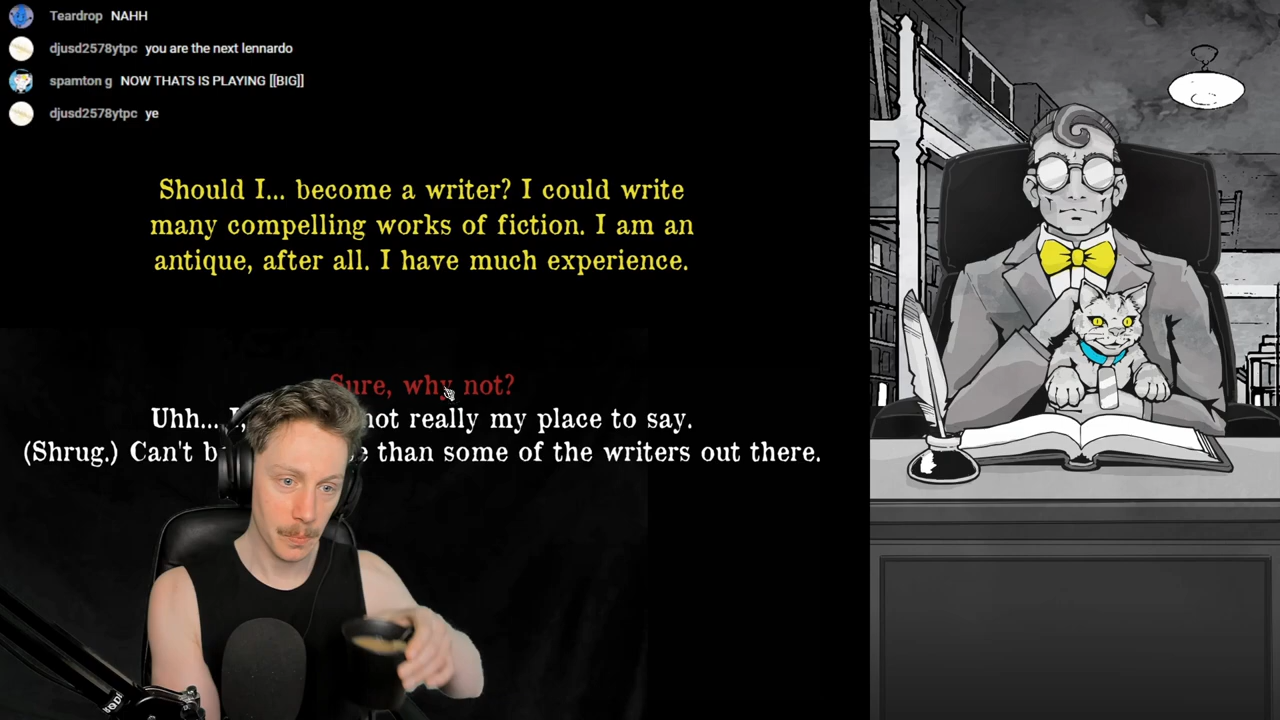 Teardrop NAHH
djusd2578ytpc you are the next lennardo
spamton g NOW THATS IS PLAYING [[BIG]]
djusd2578ytpc ye
Should I... become a writer? I could write
many compelling works of fiction. I am an
antique, after all. I have much experience.
Sure, why not?
Uhh... not really my place to say.
(Shrug.) Can't than some of the writers out there.